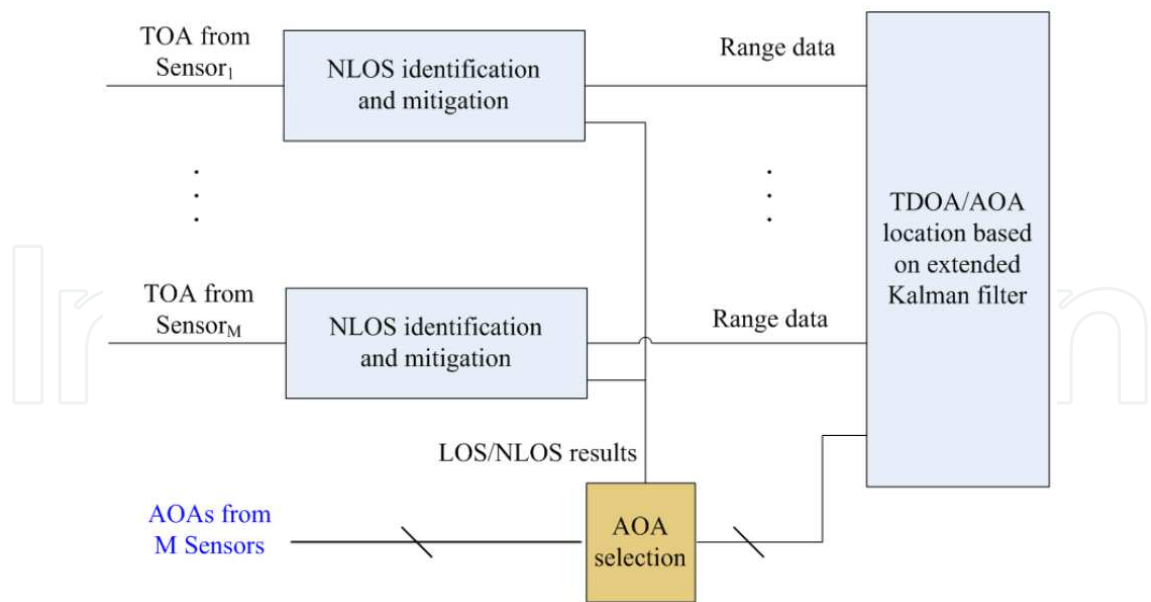 TOA from
Sensor₁
NLOS identification
and mitigation
Range data
TDOA/AOA
location based
on extended
Kalman filter
TOA from
Sensor_M
NLOS identification
and mitigation
Range data
LOS/NLOS results
AOAs from
M Sensors
AOA
selection